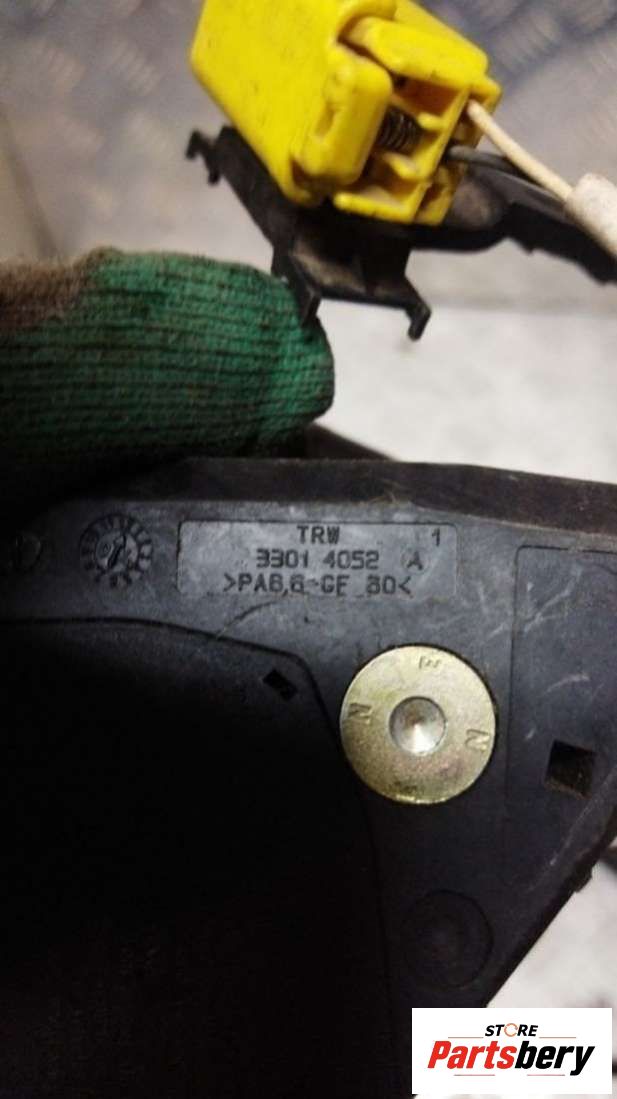 TRW 1
3301 4052 A
>PA6,6-GF 30<
N E N
STORE
Partsbery